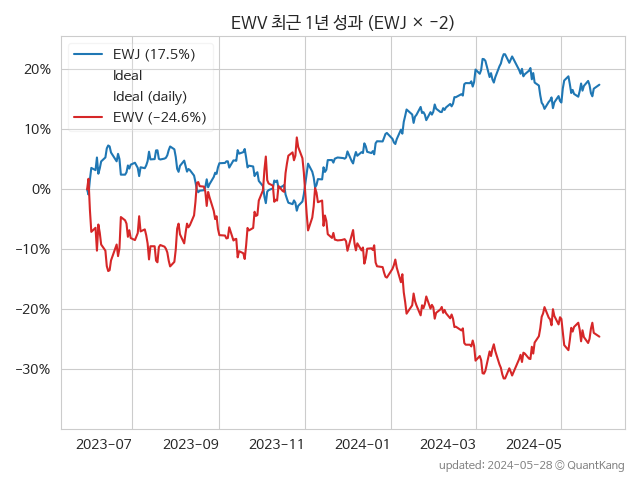 EWV 최근 1년 성과 (EWJ × −2)
EWJ (17.5%)
Ideal
Ideal (daily)
EWV (−24.6%)
20%
10%
0%
−10%
−20%
−30%
2023−07
2023−09
2023−11
2024−01
2024−03
2024−05
updated: 2024-05-28 © QuantKang